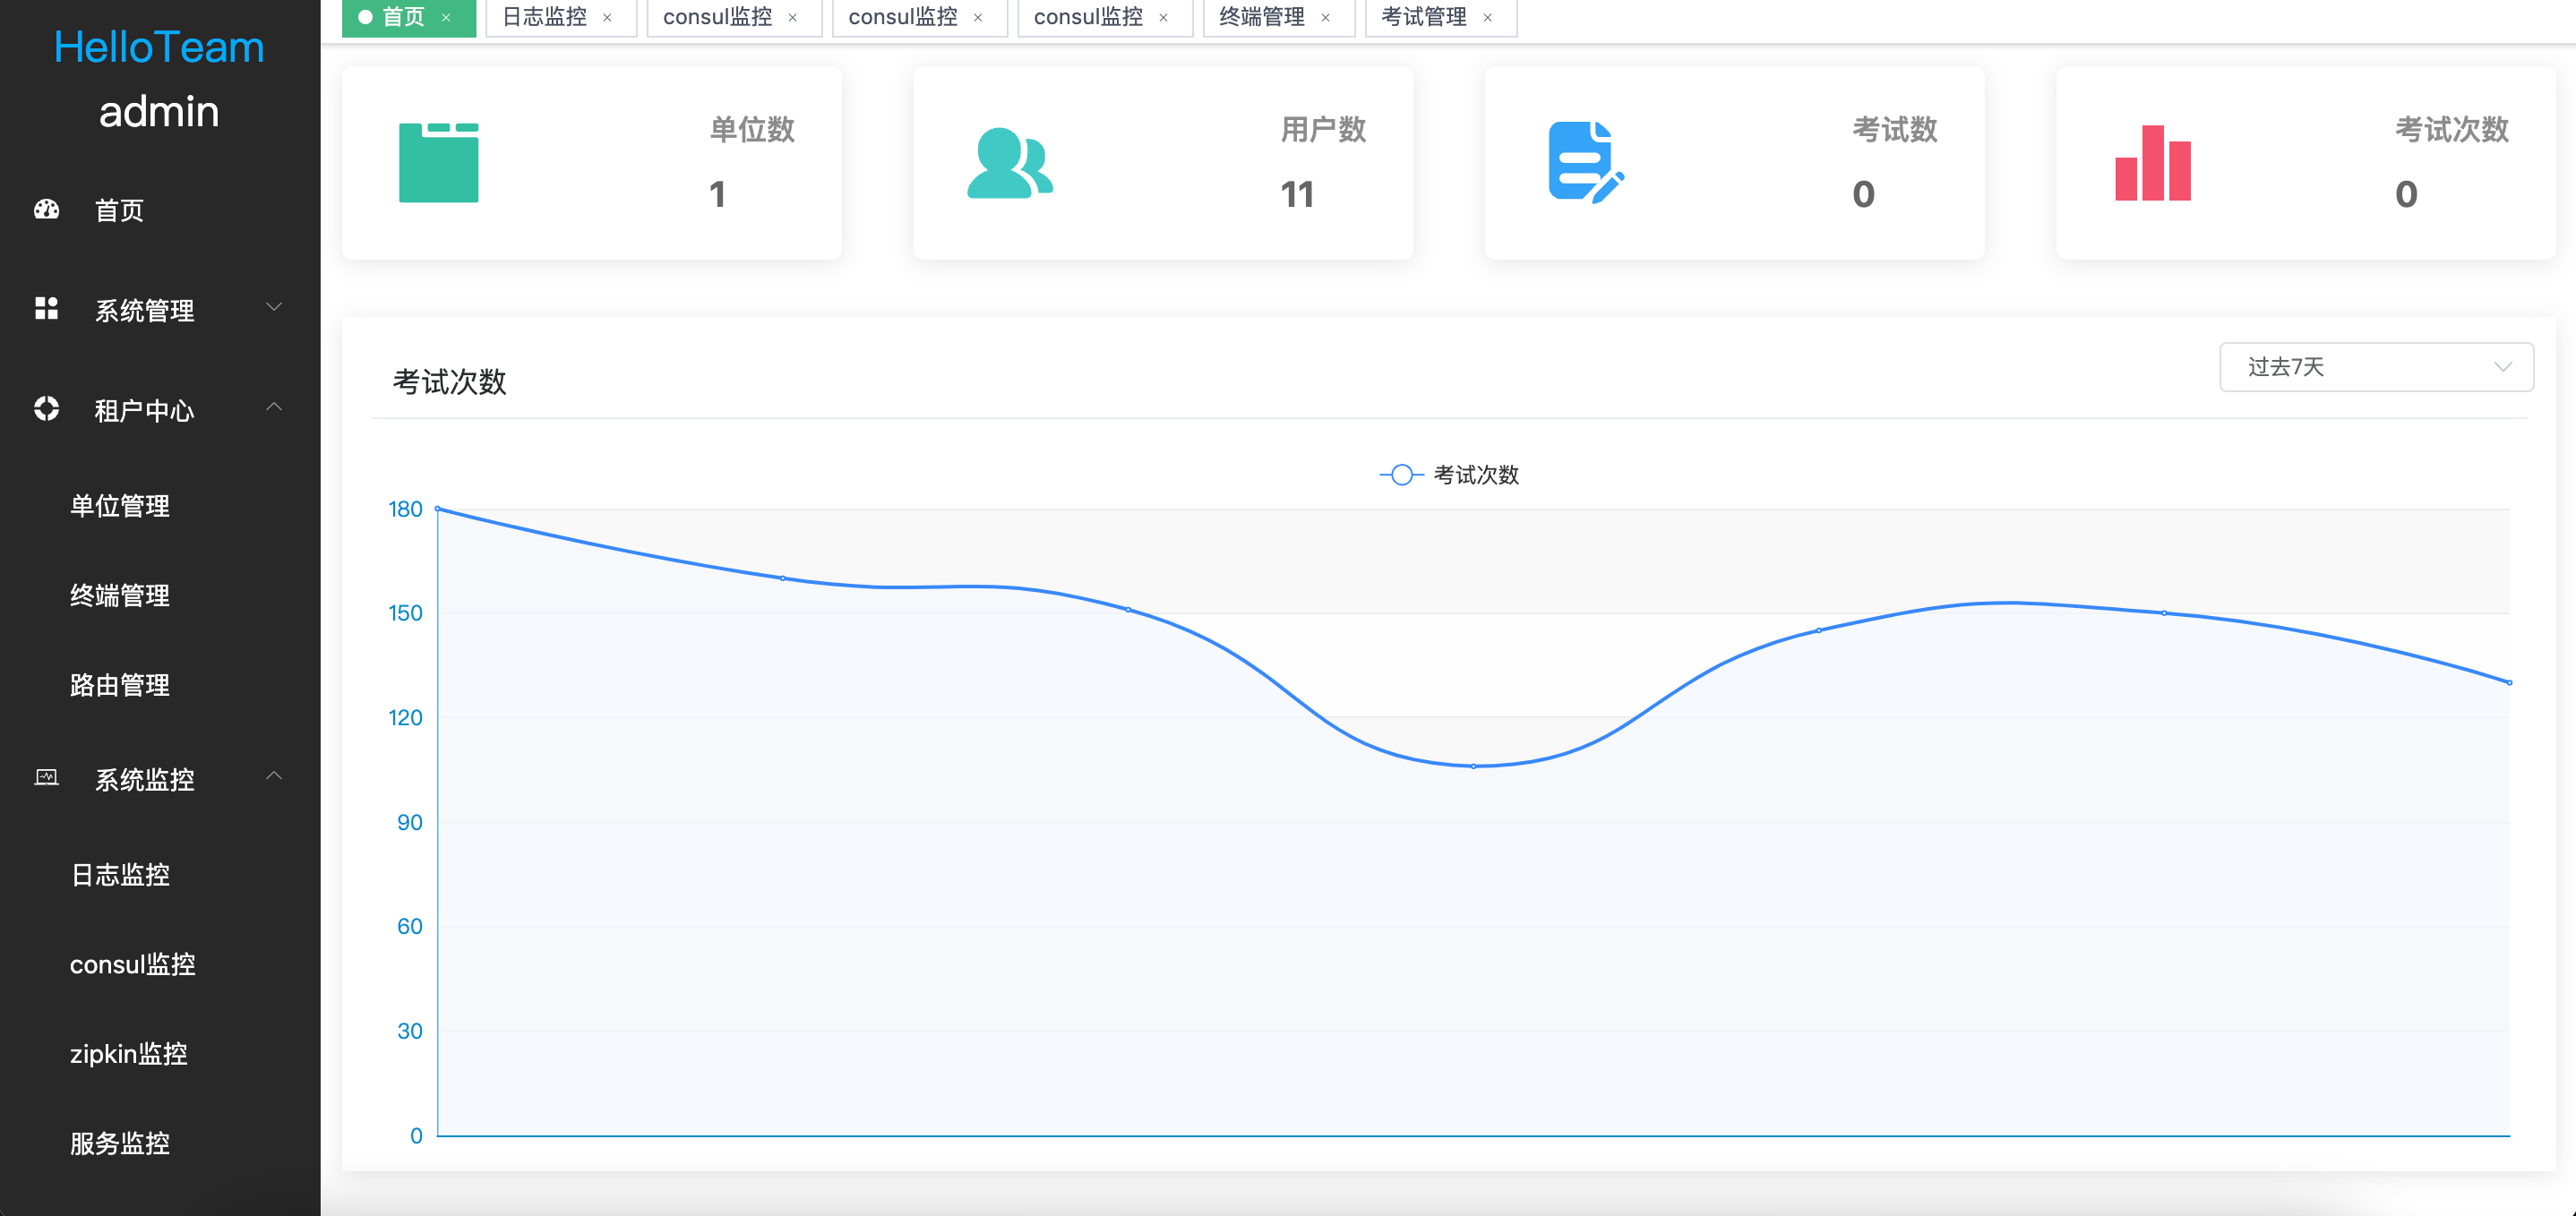 HelloTeam
admin
首页
系统管理
租户中心
单位管理
终端管理
路由管理
系统监控
日志监控
consul监控
zipkin监控
服务监控
首页 × 日志监控 × consul监控 × consul监控 × consul监控 × 终端管理 × 考试管理 ×
单位数
1
用户数
11
考试数
0
考试次数
0
考试次数
过去7天
考试次数
180
150
120
90
60
30
0